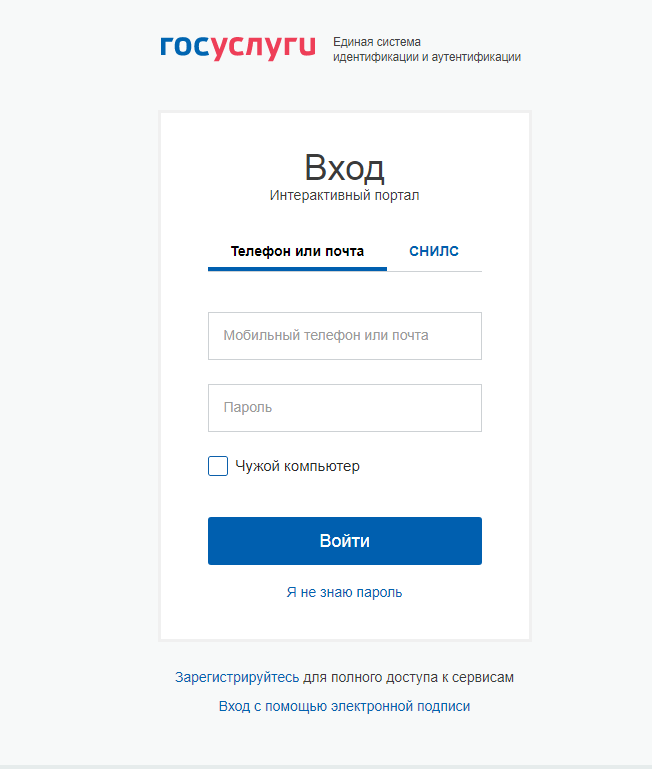 госуслуги
Единая система
идентификации и аутентификации
Вход
Интерактивный портал
Телефон или почта СНИЛС
Мобильный телефон или почта
Пароль
Чужой компьютер
Войти
Я не знаю пароль
Зарегистрируйтесь для полного доступа к сервисам
Вход с помощью электронной подписи